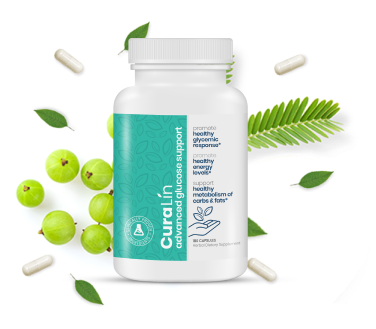 CuraLin
advanced glucose support
promote
healthy
glycemic
response*
promote
healthy
energy
levels*
support
healthy
metabolism of
carbs & fats*
180 CAPSULES